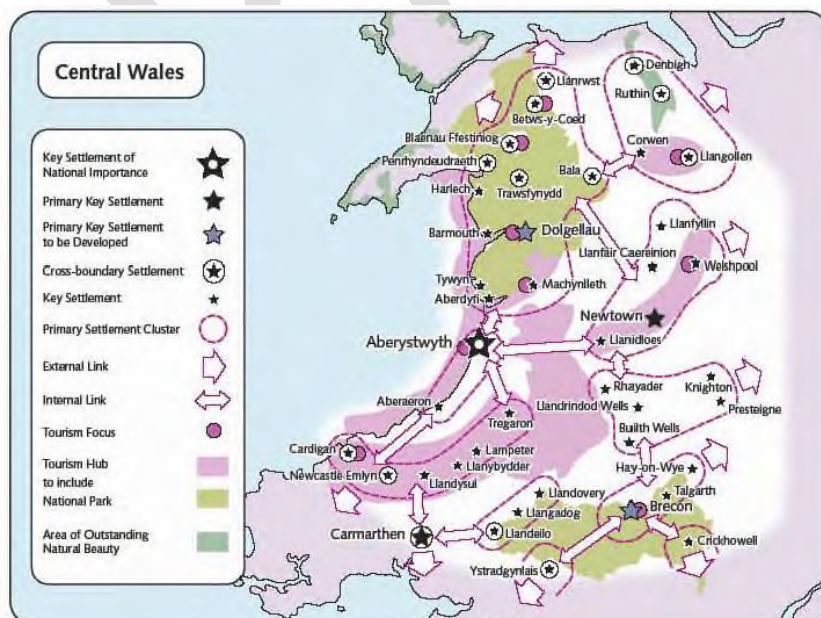 Central Wales
Key Settlement of
National Importance
Primary Key Settlement
Primary Key Settlement
to be Developed
Cross-boundary Settlement
Key Settlement
Primary Settlement Cluster
External Link
Internal Link
Tourism Focus
Tourism Hub
to include
National Park
Area of Outstanding
Natural Beauty
Llanrwst
Denbigh
Ruthin
Betws-y-Coed
Blaenau Ffestiniog
Corwen
Llangollen
Penrhyndeudraeth
Bala
Harlech
Trawsfynydd
Llanfyllin
Barmouth
Dolgellau
Llanfair Caereinion
Welshpool
Tywyn
Machynlleth
Aberdyfi
Newtown
Aberystwyth
Llanidloes
Rhayader
Knighton
Aberaeron
Llandrindod Wells
Presteigne
Tregaron
Builth Wells
Cardigan
Lampeter
Hay-on-Wye
Newcastle Emlyn
Llanybydder
Llandysul
Llandovery
Talgarth
Llangadog
Brecon
Carmarthen
Llandeilo
Crickhowell
Ystradgynlais